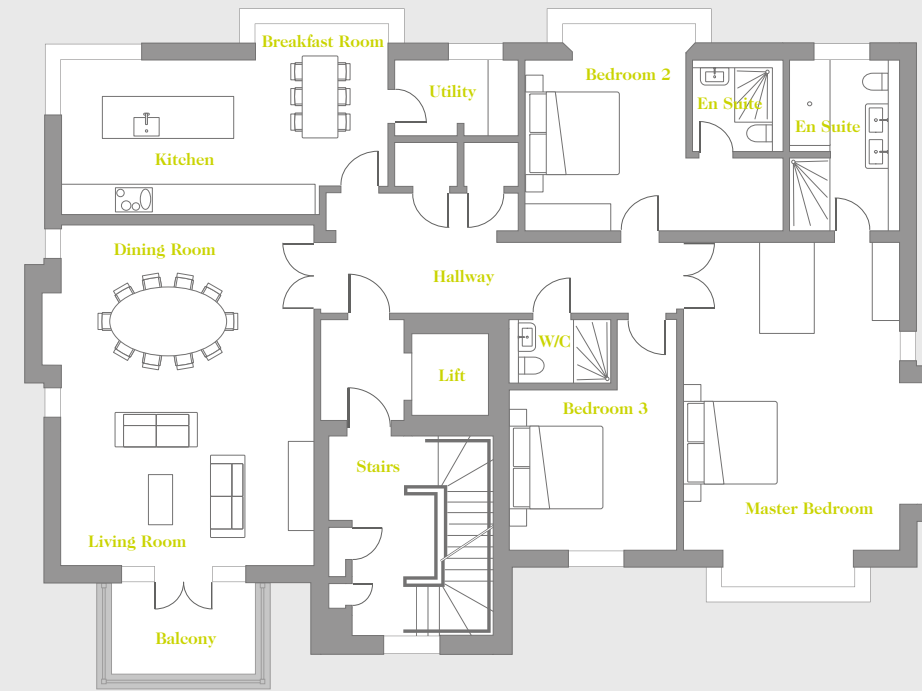 Breakfast Room
Bedroom 2
Utility
En Suite
En Suite
Kitchen
Dining Room
Hallway
W/C
Lift
Bedroom 3
Stairs
Master Bedroom
Living Room
Balcony